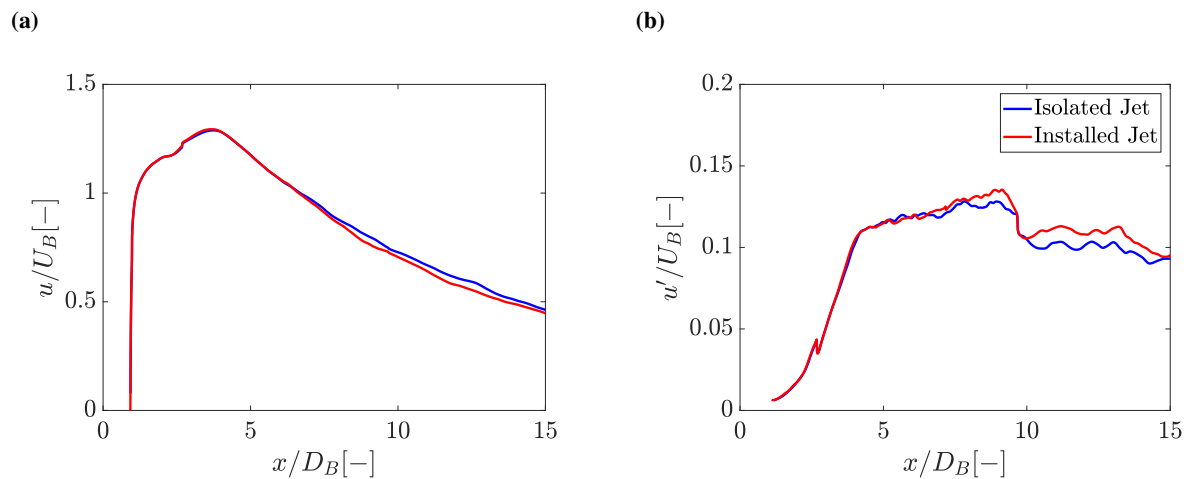 (a)
(b)
1.5
1
0.5
0
u/U_B[−]
0 5 10 15
x/D_B[−]
0.2
0.15
0.1
0.05
0
u′/U_B[−]
0 5 10 15
x/D_B[−]
Isolated Jet
Installed Jet